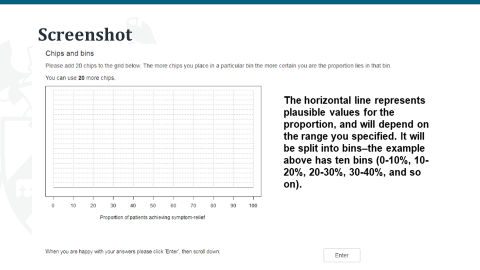 Screenshot
Chips and bins
Please add 20 chips to the grid below. The more chips you place in a particular bin the more certain you are the proportion lies in that bin.
You can use 20 more chips.
The horizontal line represents
plausible values for the
proportion, and will depend on
the range you specified. It will
be split into bins–the example
above has ten bins (0-10%, 10-
20%, 20-30%, 30-40%, and so
on).
0 10 20 30 40 50 60 70 80 90 100
Proportion of patients achieving symptom-relief
When you are happy with your answers please click 'Enter', then scroll down.
Enter